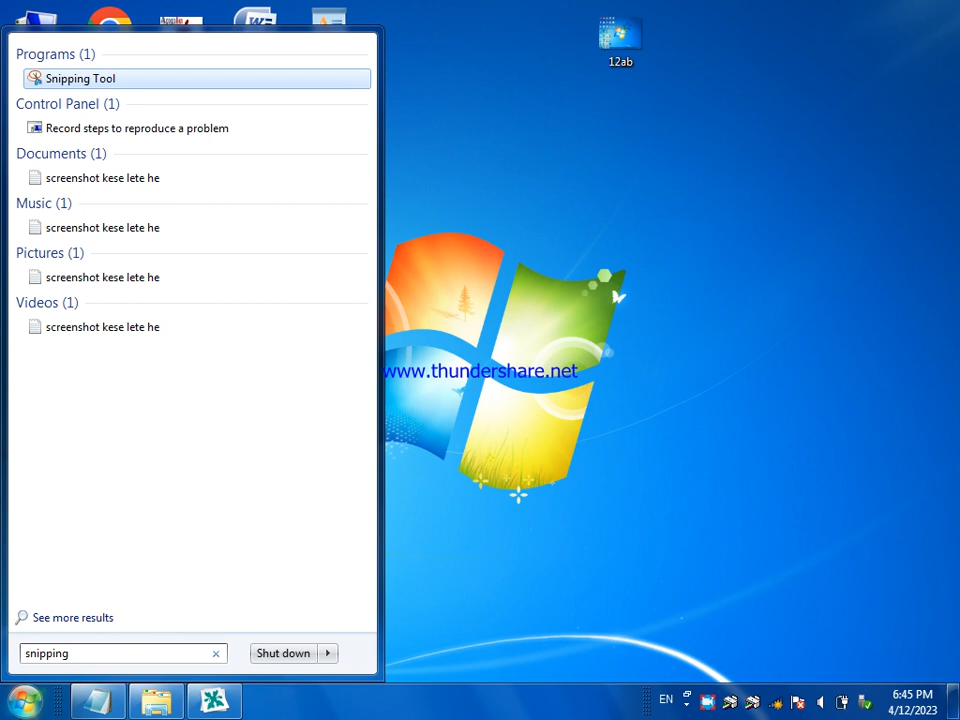 12ab
Programs (1)
Snipping Tool
Control Panel (1)
Record steps to reproduce a problem
Documents (1)
screenshot kese lete he
Music (1)
screenshot kese lete he
Pictures (1)
screenshot kese lete he
Videos (1)
screenshot kese lete he
www.thundershare.net
See more results
snipping
Shut down
EN
6:45 PM
4/12/2023